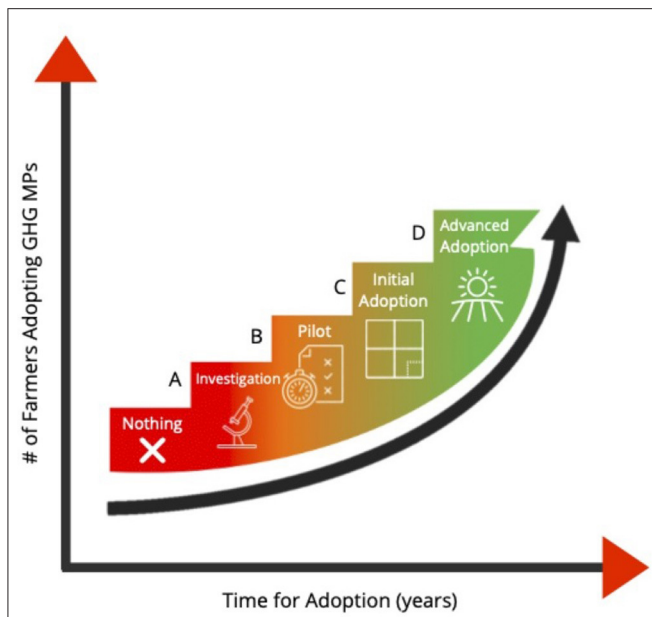 # of Farmers Adopting GHG MPs
D
Advanced
Adoption
C
Initial
Adoption
B
Pilot
A
Investigation
Nothing
Time for Adoption (years)